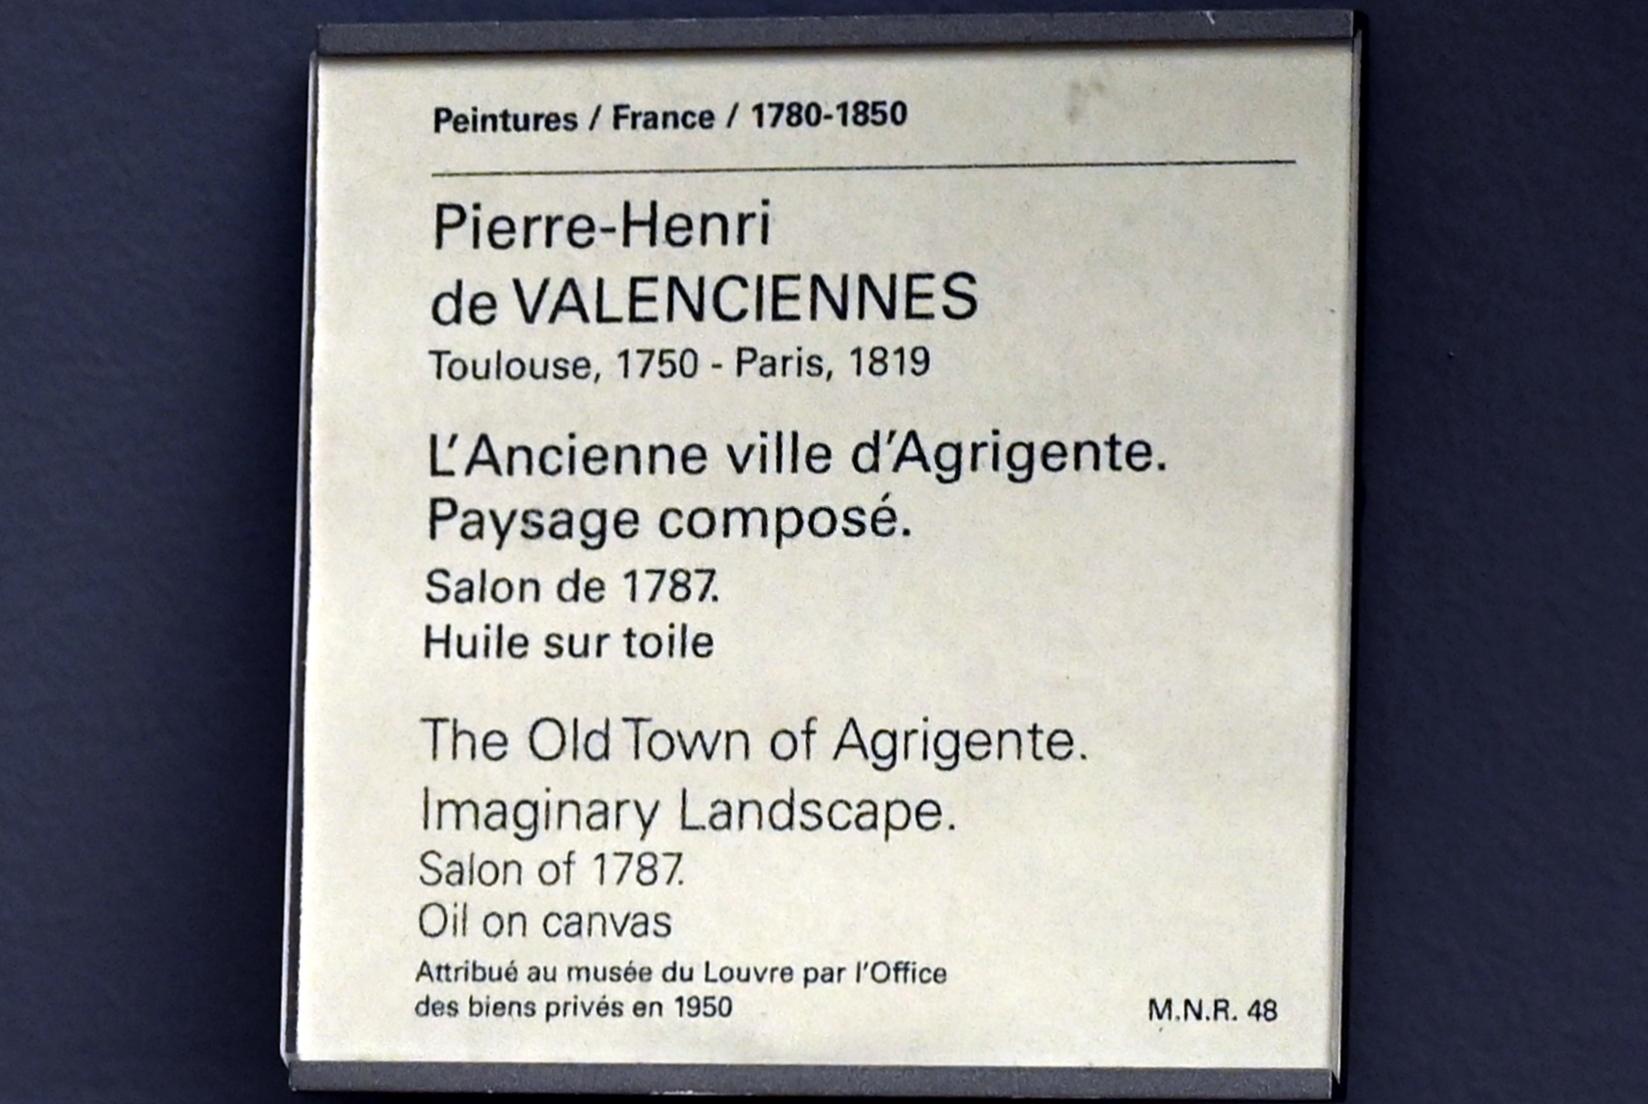 Peintures / France / 1780-1850
Pierre-Henri
de VALENCIENNES
Toulouse, 1750 - Paris, 1819
L'Ancienne ville d'Agrigente.
Paysage composé.
Salon de 1787.
Huile sur toile
The Old Town of Agrigente.
Imaginary Landscape.
Salon of 1787.
Oil on canvas
Attribué au musée du Louvre par l'Office
des biens privés en 1950
M.N.R. 48